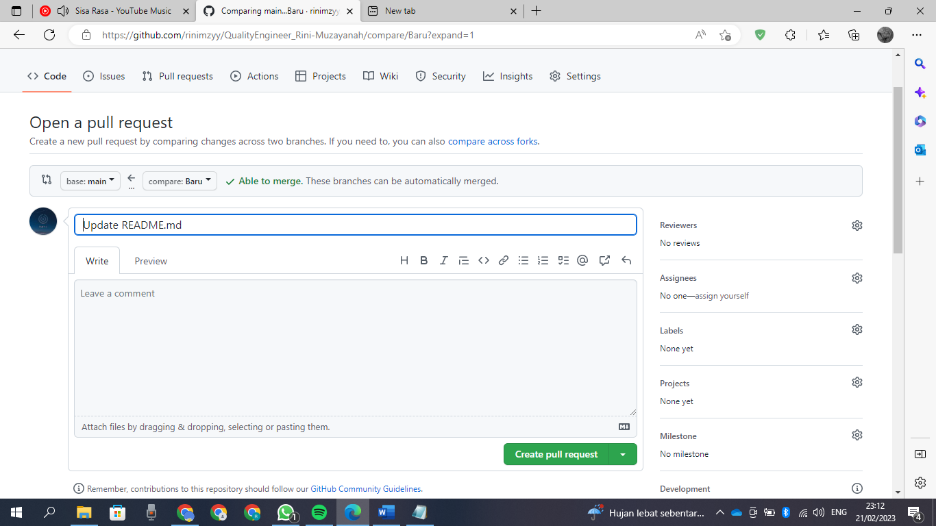 Sisa Rasa - YouTube Music
Comparing main...Baru · rinimzyy
New tab
https://github.com/rinimzyy/QualityEngineer_Rini-Muzayanah/compare/Baru?expand=1
Code Issues Pull requests Actions Projects Wiki Security Insights Settings
Open a pull request
Create a new pull request by comparing changes across two branches. If you need to, you can also compare across forks.
base: main compare: Baru Able to merge. These branches can be automatically merged.
Update README.md
Write Preview
Leave a comment
Attach files by dragging & dropping, selecting or pasting them.
Create pull request
Remember, contributions to this repository should follow our GitHub Community Guidelines.
Reviewers
No reviews
Assignees
No one—assign yourself
Labels
None yet
Projects
None yet
Milestone
No milestone
Development
1
Hujan lebat sebentar...
ENG
23:12
21/02/2023
4